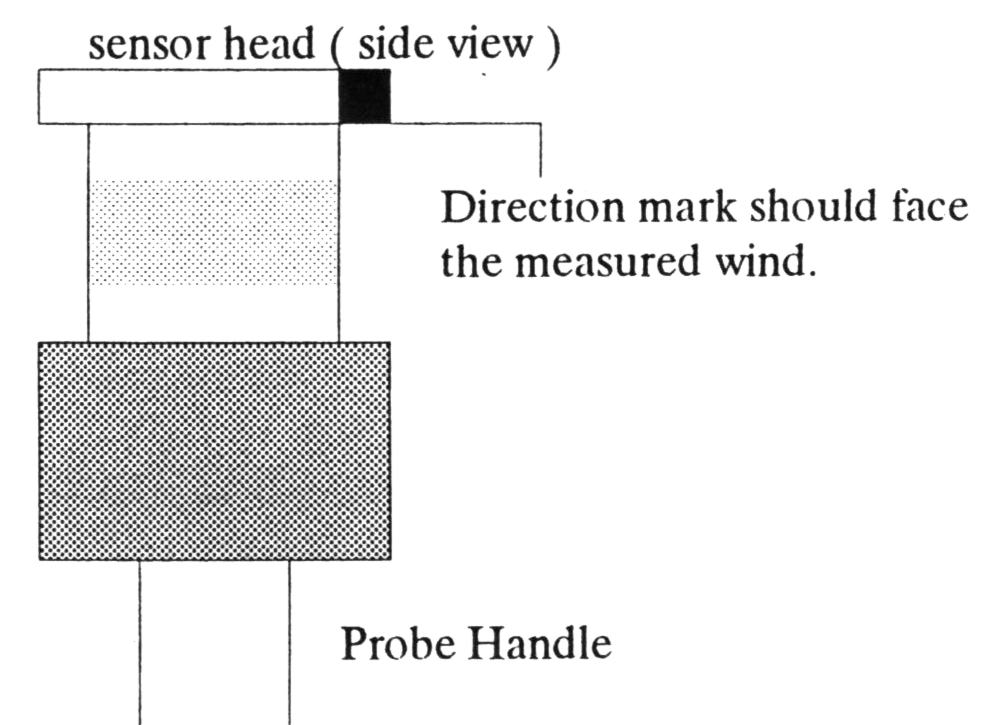 sensor head ( side view )
Direction mark should face
the measured wind.
Probe Handle